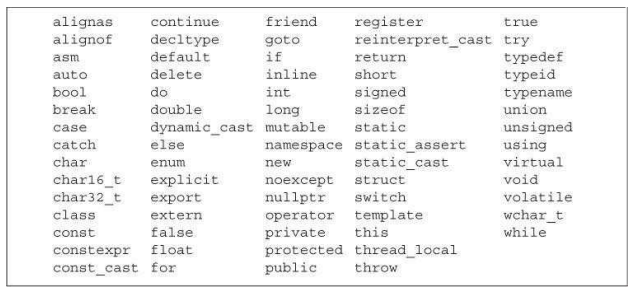 alignas continue friend register true
alignof decltype goto reinterpret_cast try
asm default if return typedef
auto delete inline short typeid
bool do int signed typename
break double long sizeof union
case dynamic_cast mutable static unsigned
catch else namespace static_assert using
char enum new static_cast virtual
char16_t explicit noexcept struct void
char32_t export nullptr switch volatile
class extern operator template wchar_t
const false private this while
constexpr float protected thread_local
const_cast for public throw